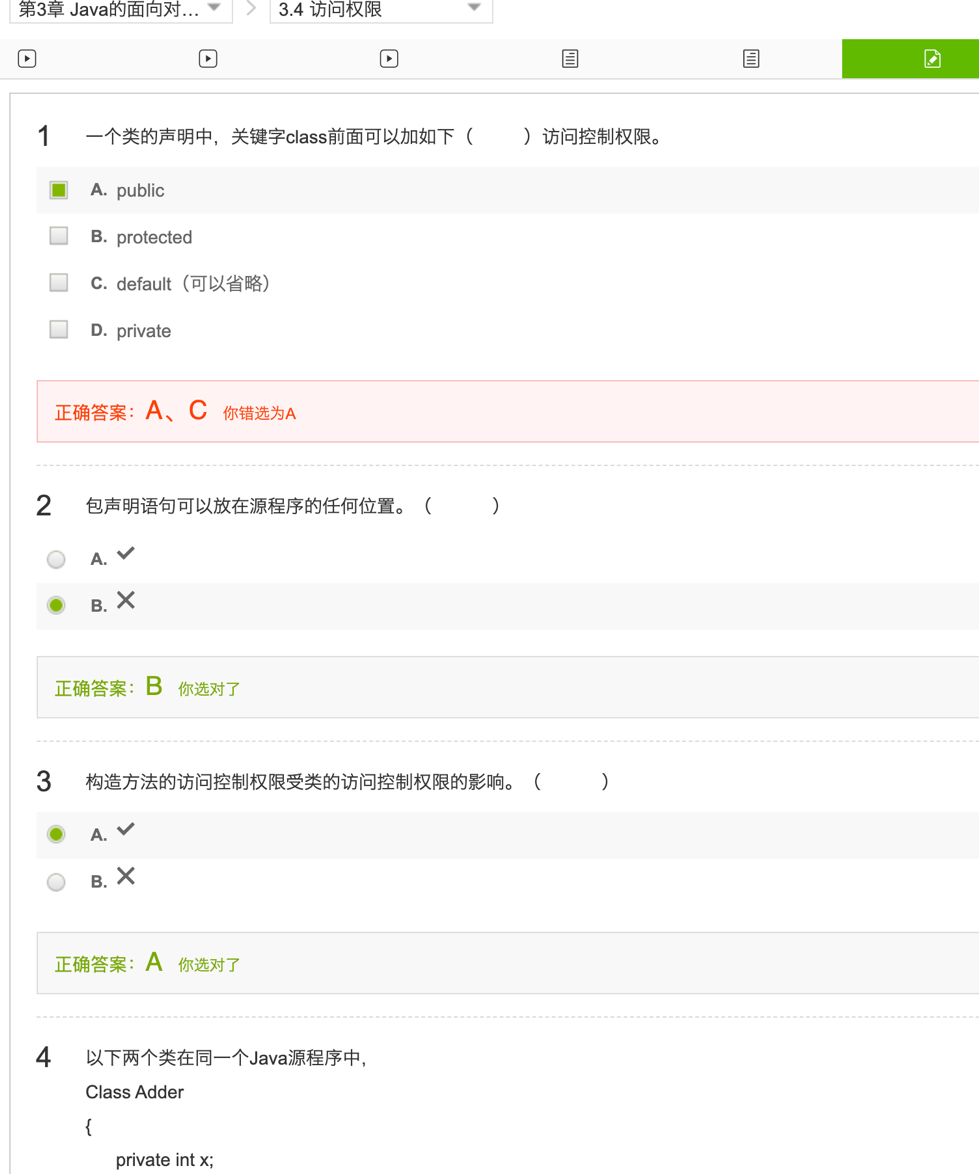 第3章 Java的面向对...
3.4 访问权限
1 一个类的声明中，关键字class前面可以加如下（ ）访问控制权限。
A. public
B. protected
C. default（可以省略）
D. private
正确答案：A、C 你错选为A
2 包声明语句可以放在源程序的任何位置。（ ）
A. ✓
B. ✕
正确答案：B 你选对了
3 构造方法的访问控制权限受类的访问控制权限的影响。（ ）
A. ✓
B. ✕
正确答案：A 你选对了
4 以下两个类在同一个Java源程序中，
Class Adder
{
private int x;